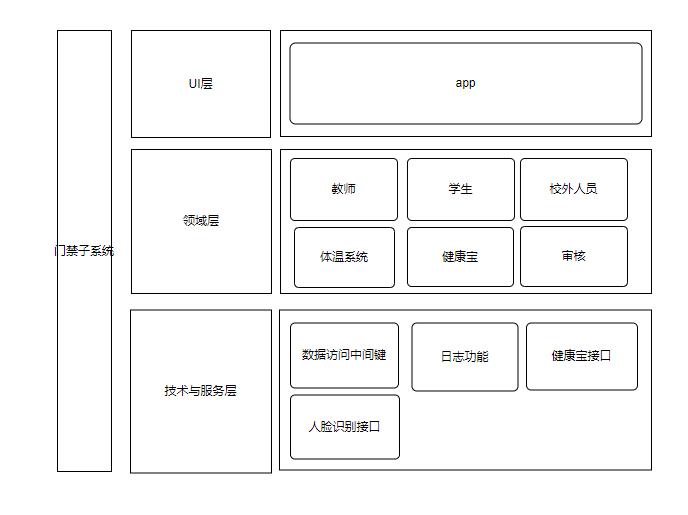 UI层
app
领域层
教师
学生
校外人员
门禁子系统
体温系统
健康宝
审核
技术与服务层
数据访问中间键
日志功能
健康宝接口
人脸识别接口